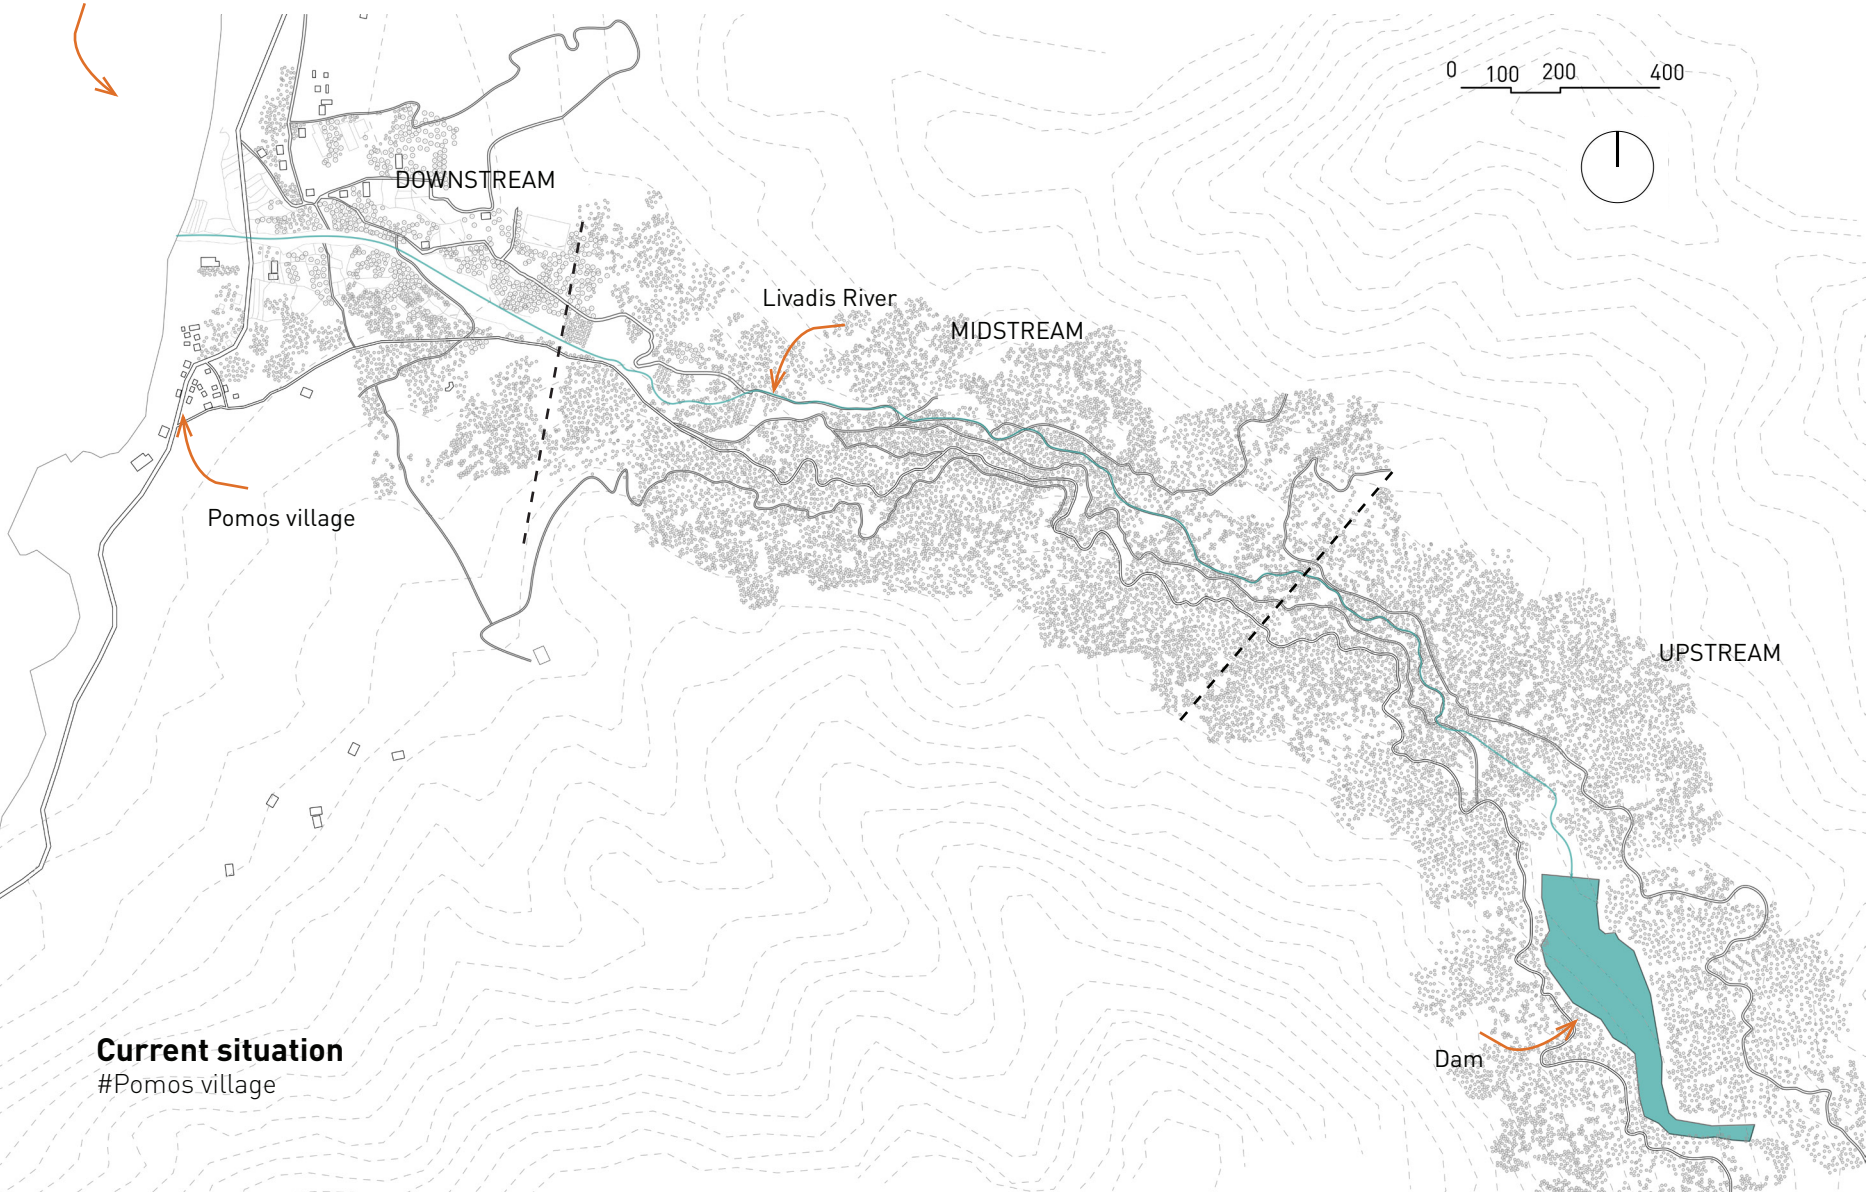 0 100 200 400
DOWNSTREAM
Livadis River
MIDSTREAM
Pomos village
UPSTREAM
Dam
Current situation
#Pomos village